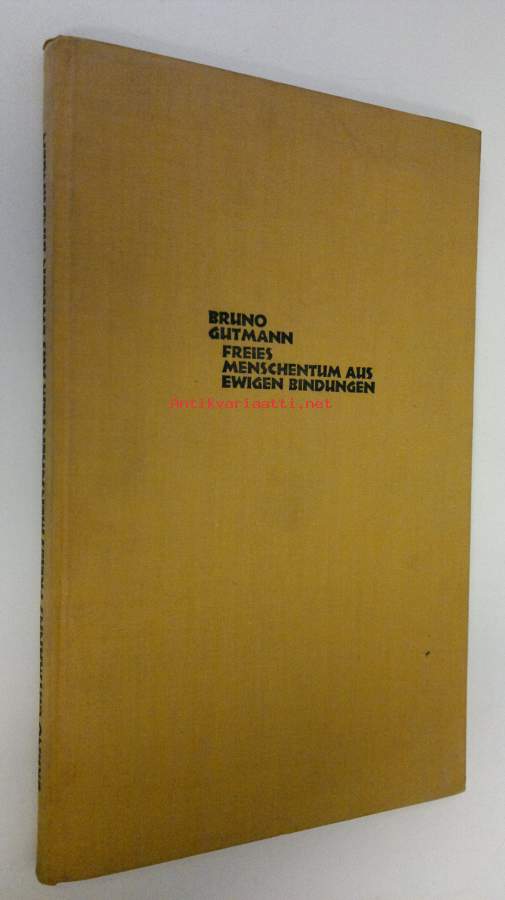 BRUNO
GUTMANN
FREIES
MENSCHENTUM AUS
EWIGEN BINDUNGEN
Antikvariaatti.net